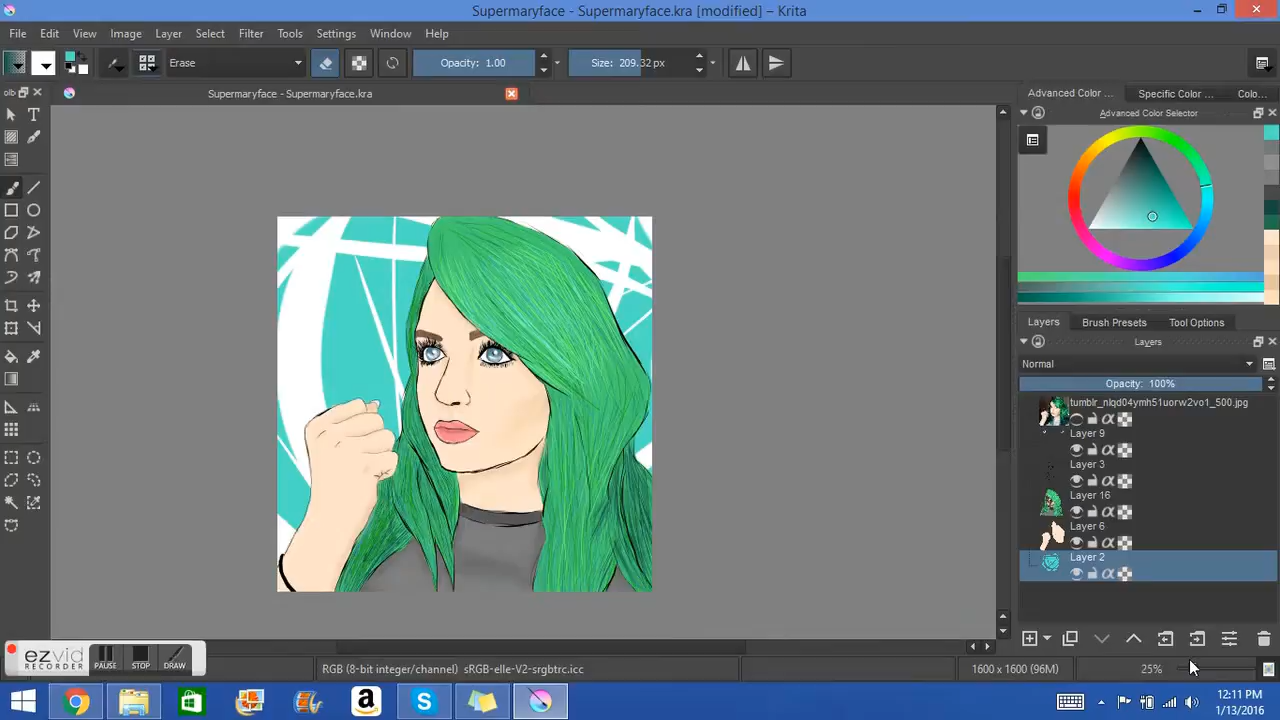 Supermaryface - Supermaryface.kra [modified] – Krita
File Edit View Image Layer Select Filter Tools Settings Window Help
Erase Opacity: 1.00 Size: 209.32 px
Supermaryface - Supermaryface.kra
Advanced Color ... Specific Color ... Colo...
Advanced Color Selector
Layers Brush Presets Tool Options
Layers
Normal
Opacity: 100%
tumblr_nlqd04ymh51uorw2vo1_500.jpg
Layer 9
Layer 3
Layer 16
Layer 6
Layer 2
ezvid
RECORDER
PAUSE STOP DRAW
RGB (8-bit integer/channel) sRGB-elle-V2-srgbtrc.icc 1600 x 1600 (96M) 25%
12:11 PM
1/13/2016